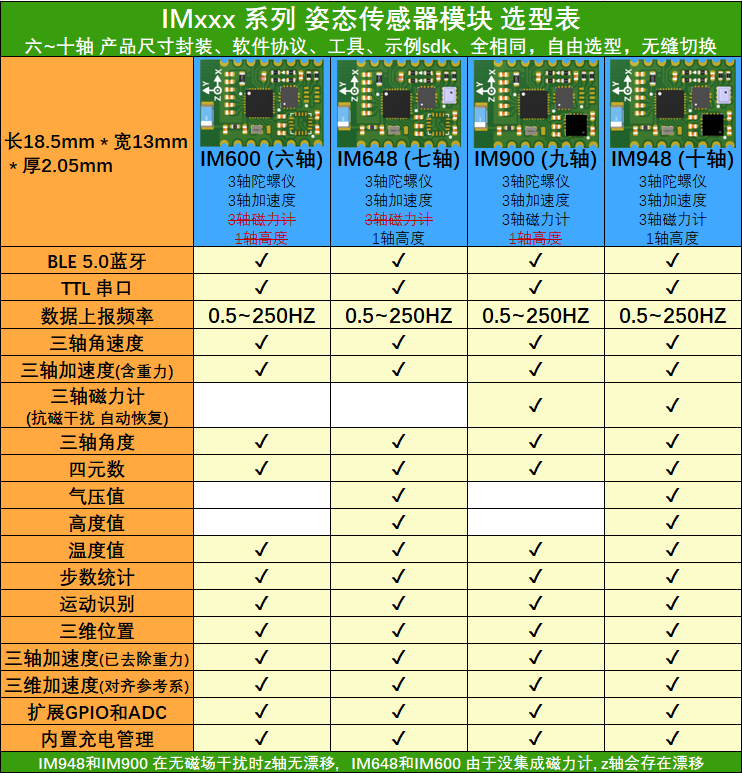 IMxxx 系列 姿态传感器模块 选型表
六~十轴 产品尺寸封装、软件协议、工具、示例sdk、全相同，自由选型，无缝切换
长18.5mm * 宽13mm
* 厚2.05mm
X Y Z X Y Z X Y Z X Y Z
IM600 (六轴) IM648 (七轴) IM900 (九轴) IM948 (十轴)
3轴陀螺仪 3轴陀螺仪 3轴陀螺仪 3轴陀螺仪
3轴加速度 3轴加速度 3轴加速度 3轴加速度
3轴磁力计 3轴磁力计 3轴磁力计 3轴磁力计
1轴高度 1轴高度 1轴高度 1轴高度
BLE 5.0蓝牙 ✓ ✓ ✓ ✓
TTL 串口 ✓ ✓ ✓ ✓
数据上报频率 0.5~250HZ 0.5~250HZ 0.5~250HZ 0.5~250HZ
三轴角速度 ✓ ✓ ✓ ✓
三轴加速度(含重力) ✓ ✓ ✓ ✓
三轴磁力计
(抗磁干扰 自动恢复) ✓ ✓
三轴角度 ✓ ✓ ✓ ✓
四元数 ✓ ✓ ✓ ✓
气压值 ✓ ✓
高度值 ✓ ✓
温度值 ✓ ✓ ✓ ✓
步数统计 ✓ ✓ ✓ ✓
运动识别 ✓ ✓ ✓ ✓
三维位置 ✓ ✓ ✓ ✓
三轴加速度(已去除重力) ✓ ✓ ✓ ✓
三维加速度(对齐参考系) ✓ ✓ ✓ ✓
扩展GPIO和ADC ✓ ✓ ✓ ✓
内置充电管理 ✓ ✓ ✓ ✓
IM948和IM900 在无磁场干扰时z轴无漂移，IM648和IM600 由于没集成磁力计, z轴会存在漂移